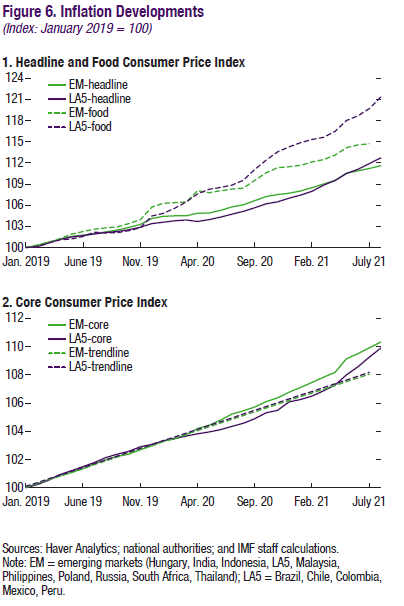 Figure 6. Inflation Developments
(Index: January 2019 = 100)
1. Headline and Food Consumer Price Index
124
121
118
115
112
109
106
103
100
EM-headline
LA5-headline
EM-food
LA5-food
Jan. 2019 June 19 Nov. 19 Apr. 20 Sep. 20 Feb. 21 July 21
2. Core Consumer Price Index
112
110
108
106
104
102
100
EM-core
LA5-core
EM-trendline
LA5-trendline
Jan. 2019 June 19 Nov. 19 Apr. 20 Sep. 20 Feb. 21 July 21
Sources: Haver Analytics; national authorities; and IMF staff calculations.
Note: EM = emerging markets (Hungary, India, Indonesia, LA5, Malaysia,
Philippines, Poland, Russia, South Africa, Thailand); LA5 = Brazil, Chile, Colombia,
Mexico, Peru.